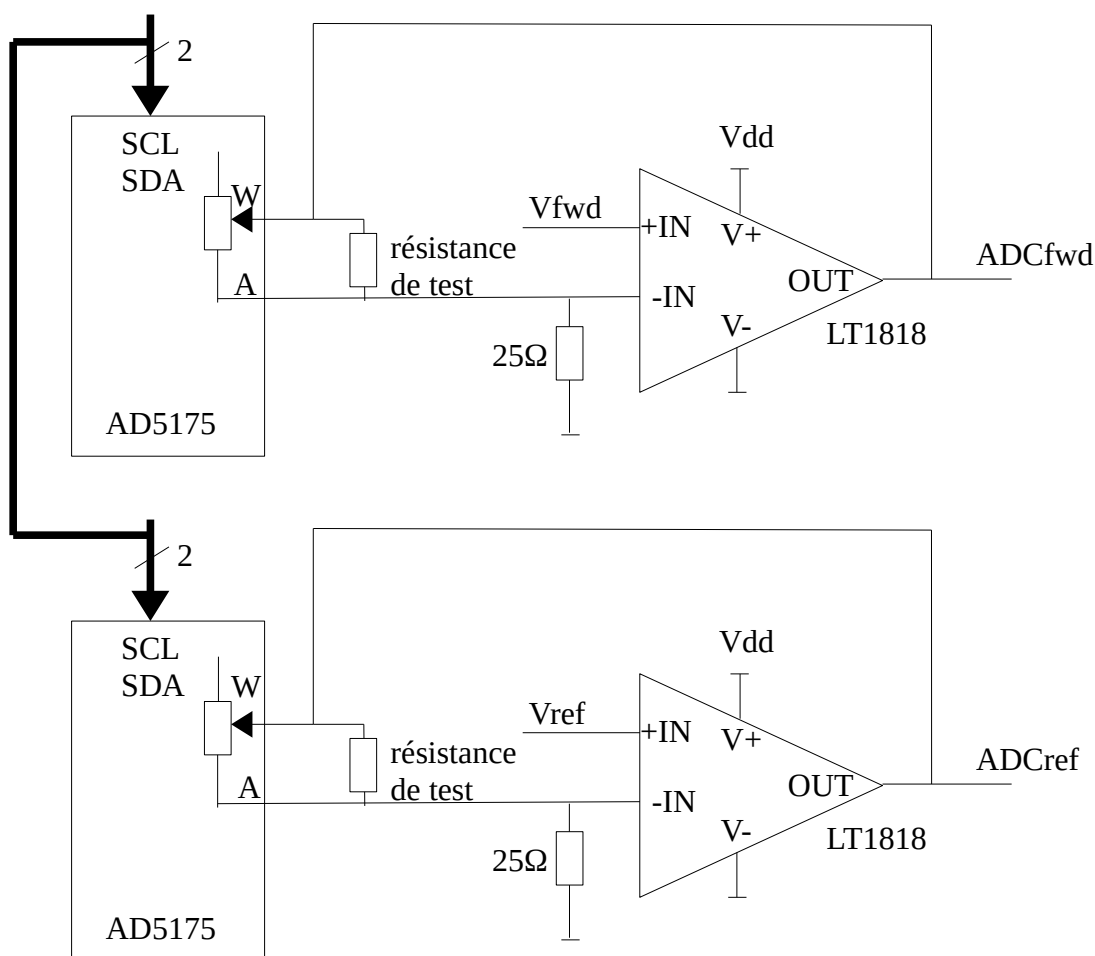 2
SCL
SDA
W
A
AD5175
résistance
de test
25Ω
Vfwd
+IN
-IN
Vdd
V+
OUT
V-
LT1818
ADCfwd
2
SCL
SDA
W
A
AD5175
résistance
de test
25Ω
Vref
+IN
-IN
Vdd
V+
OUT
V-
LT1818
ADCref